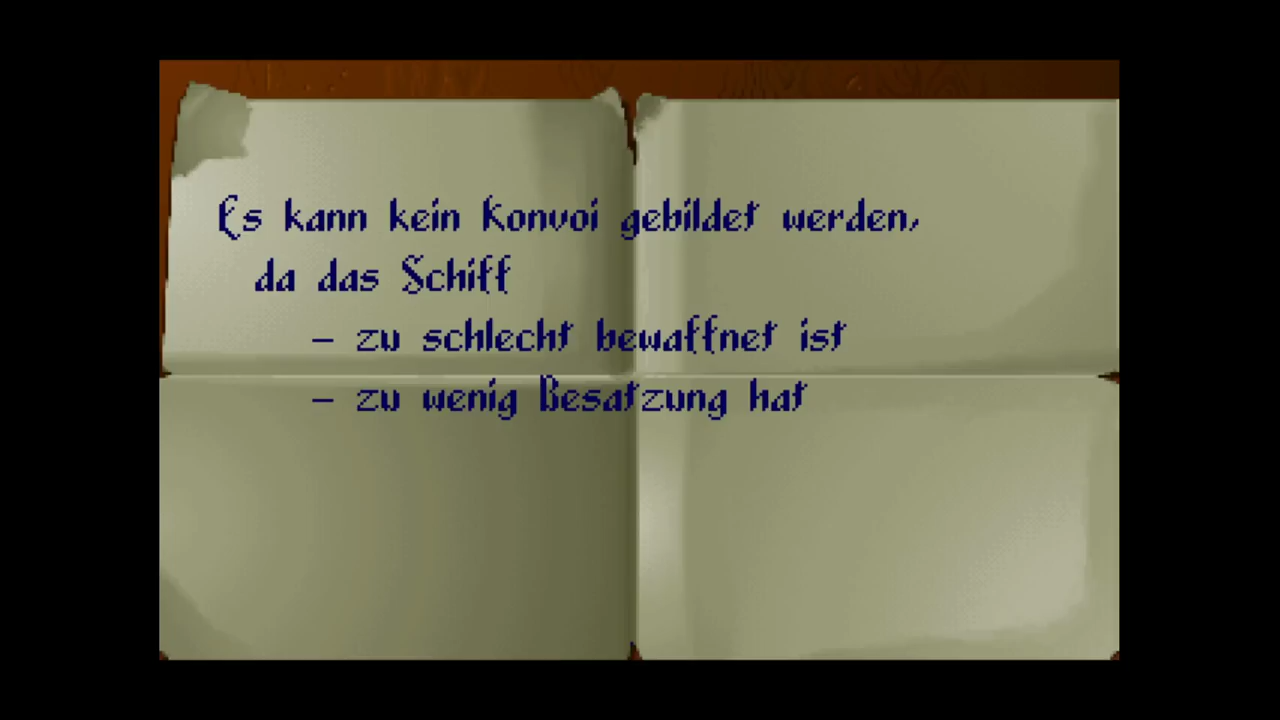 Es kann kein Konvoi gebildet werden,
da das Schiff
- zu schlecht bewaffnet ist
- zu wenig Besatzung hat